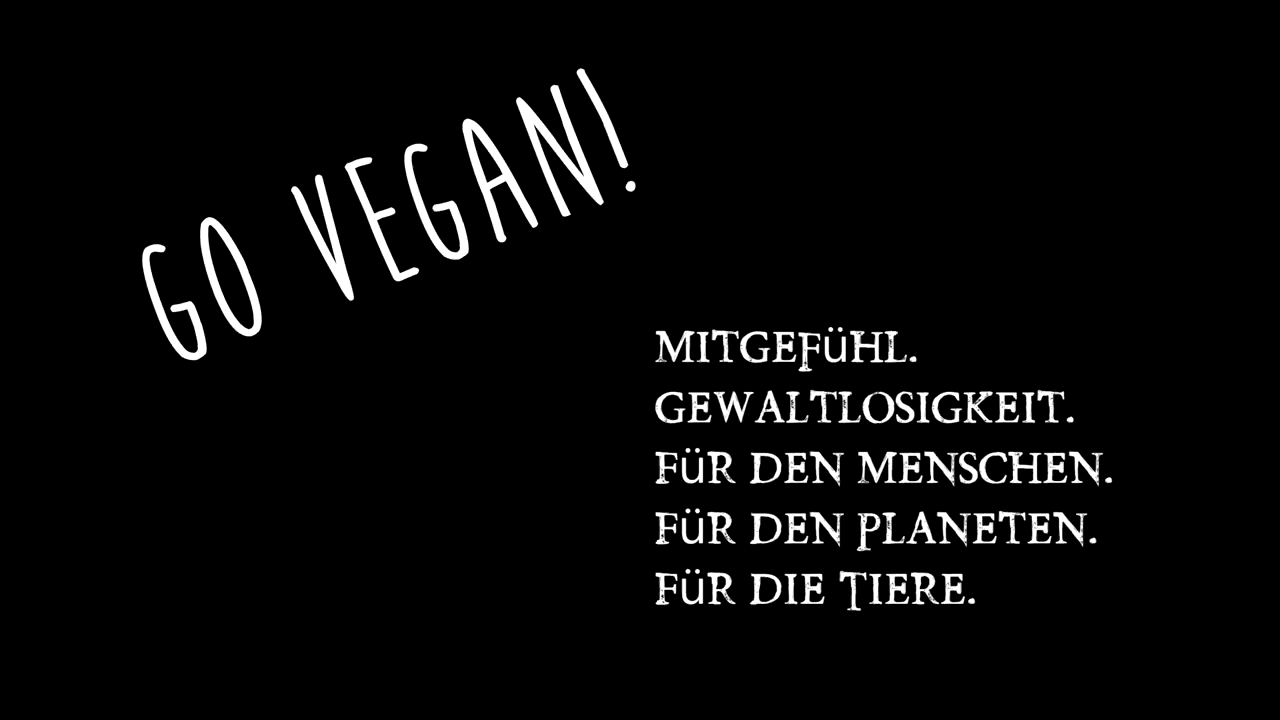 GO VEGAN!
MITGEFÜHL.
GEWALTLOSIGKEIT.
FÜR DEN MENSCHEN.
FÜR DEN PLANETEN.
FÜR DIE TIERE.